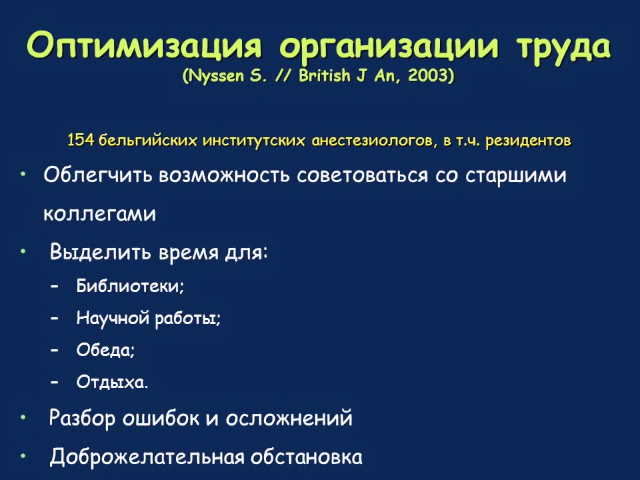 Оптимизация организации труда
(Nyssen S. // British J An, 2003)
154 бельгийских институтских анестезиологов, в т.ч. резидентов
• Облегчить возможность советоваться со старшими
коллегами
• Выделить время для:
– Библиотеки;
– Научной работы;
– Обеда;
– Отдыха.
• Разбор ошибок и осложнений
• Доброжелательная обстановка